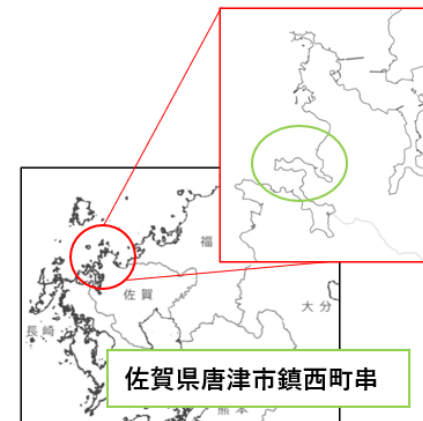 福
佐賀
大分
長崎
佐賀県唐津市鎮西町串
熊本